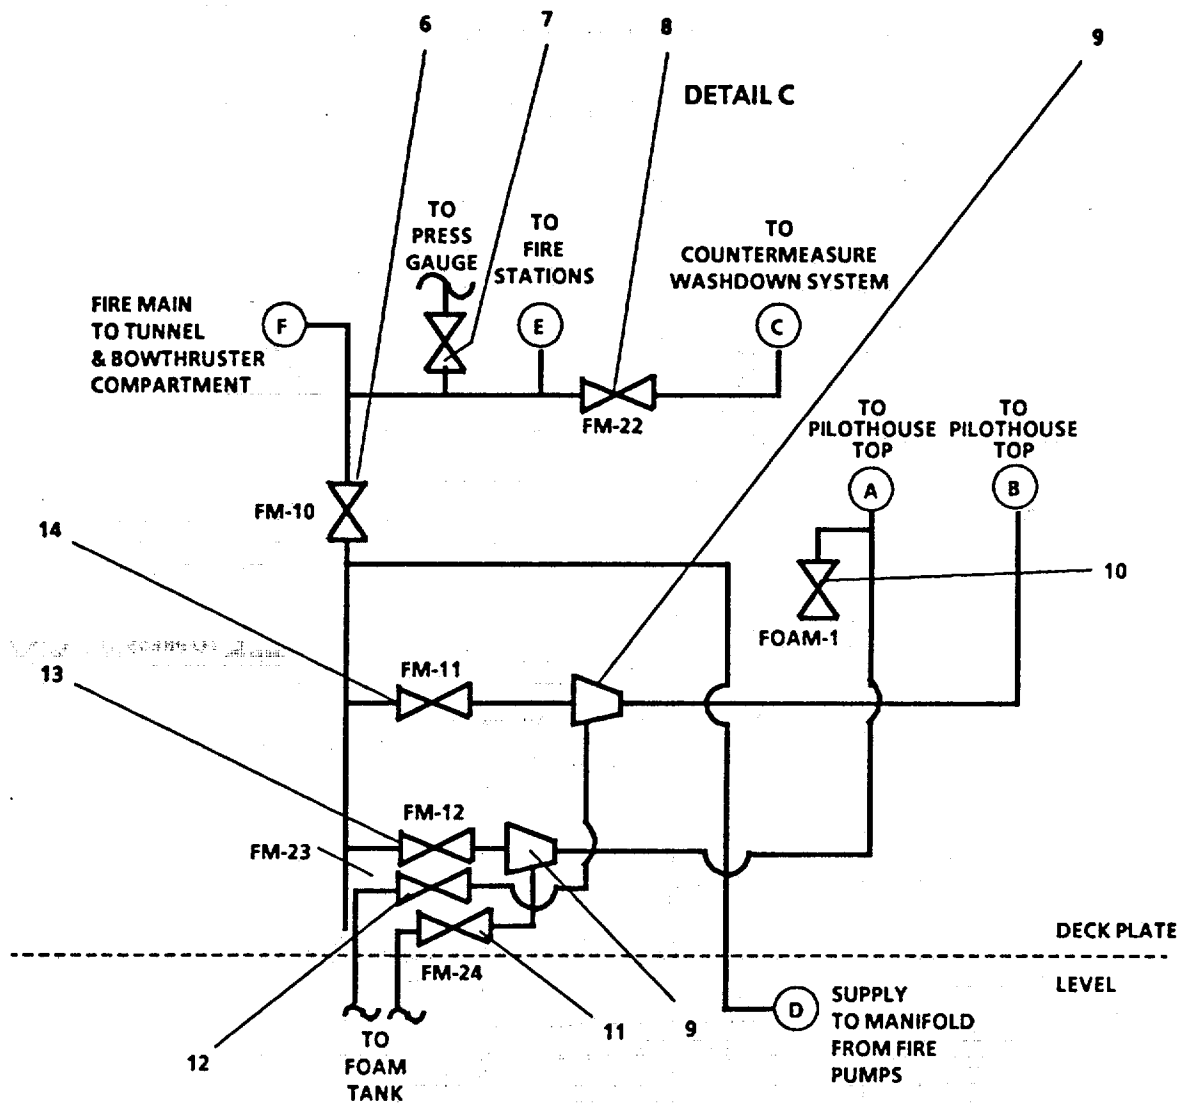 6
7
8
9
DETAIL C
TO
PRESS
GAUGE
TO
FIRE
STATIONS
TO
COUNTERMEASURE
WASHDOWN SYSTEM
FIRE MAIN
TO TUNNEL
& BOWTHRUSTER
COMPARTMENT
F
E
C
FM-22
TO
PILOTHOUSE
TOP
TO
PILOTHOUSE
TOP
A
B
FM-10
14
10
FOAM-1
13
FM-11
FM-12
FM-23
DECK PLATE
FM-24
LEVEL
D
SUPPLY
TO MANIFOLD
FROM FIRE
PUMPS
12
TO
FOAM
TANK
11
9